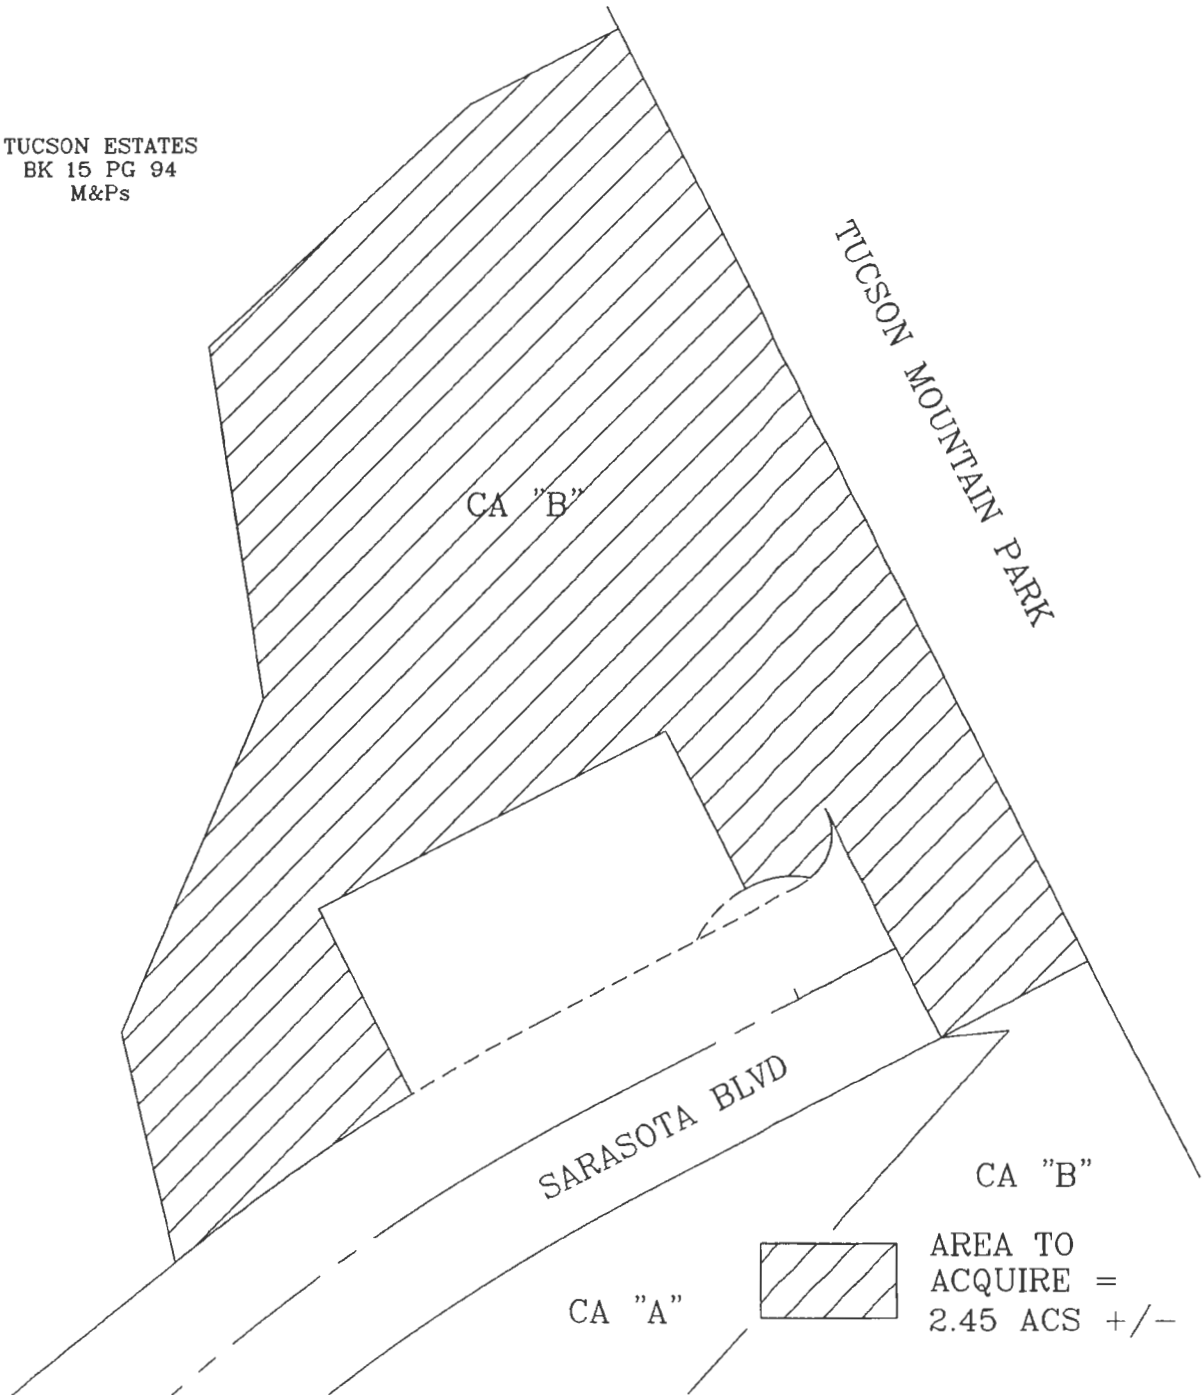 TUCSON ESTATES
BK 15 PG 94
M&Ps
TUCSON MOUNTAIN PARK
CA "B"
SARASOTA BLVD
CA "B"
CA "A"
AREA TO
ACQUIRE =
2.45 ACS +/-